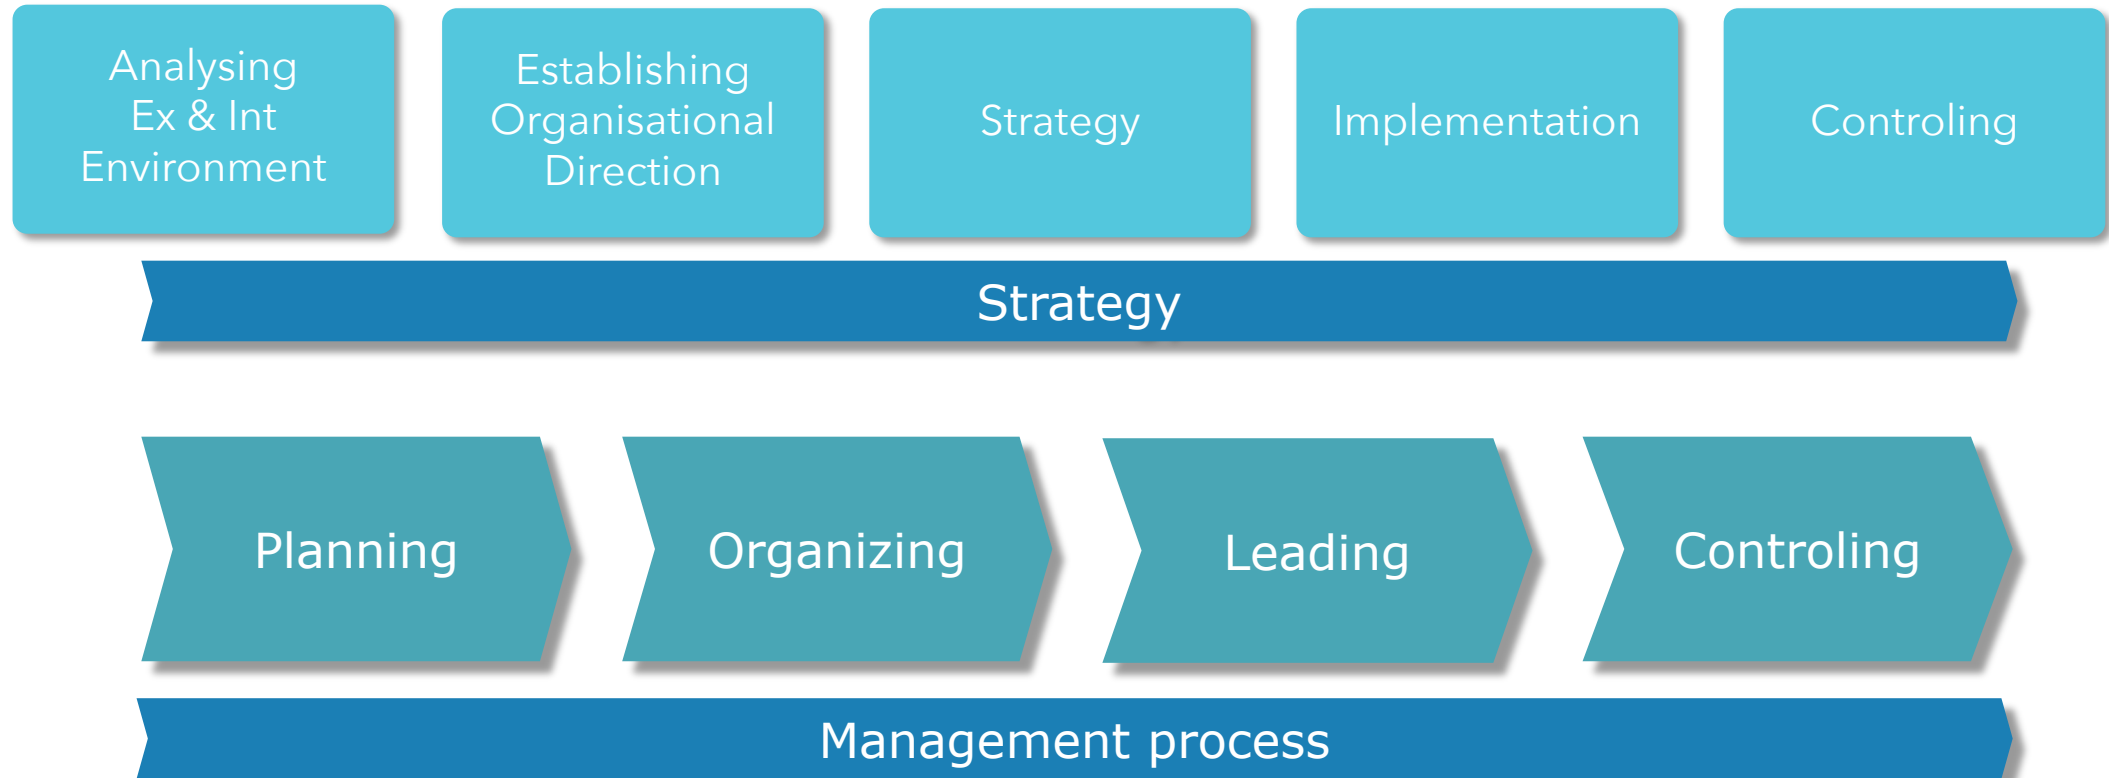 Analysing
Ex & Int
Environment
Establishing
Organisational
Direction
Strategy
Implementation
Controling
Strategy
Planning
Organizing
Leading
Controling
Management process